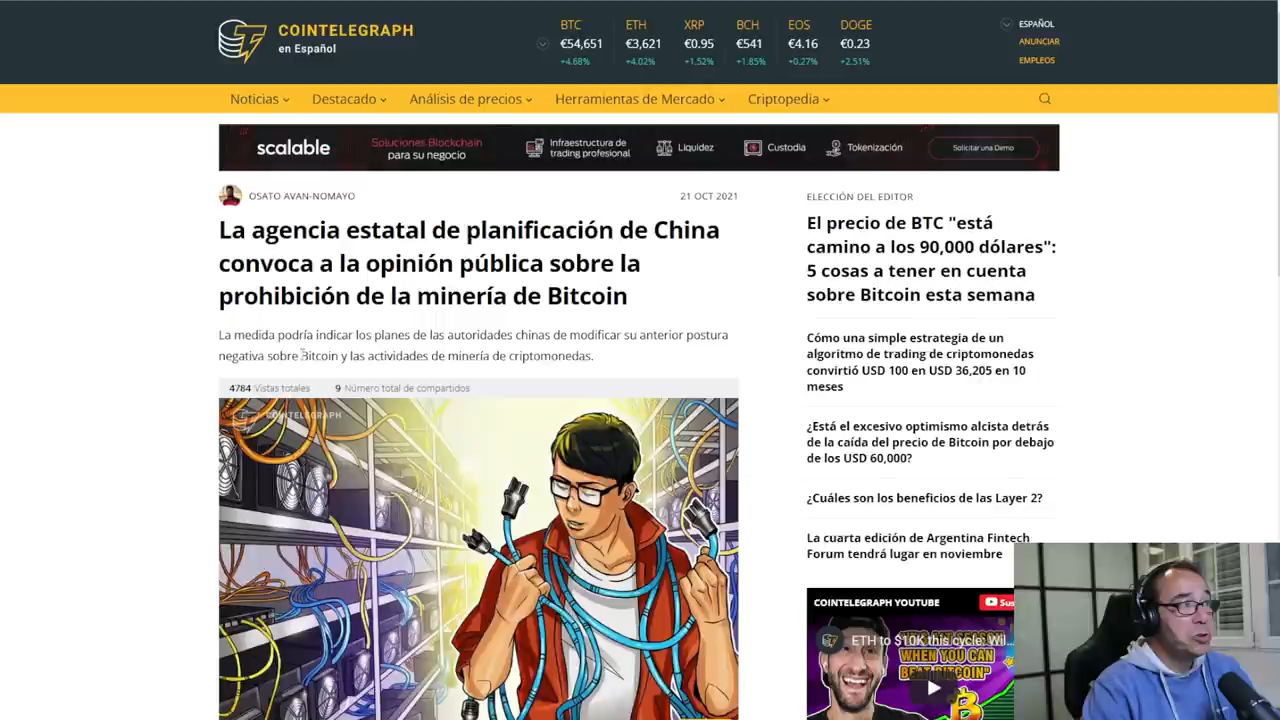 COINTELEGRAPH
en Español
BTC ETH XRP BCH EOS DOGE
€54,651 €3,621 €0.95 €541 €4.16 €0.23
+4.68% +4.02% +1.52% +1.85% +0.27% +2.51%
ESPAÑOL
ANUNCIAR
EMPLEOS
Noticias Destacado Análisis de precios Herramientas de Mercado Criptopedia
scalable
Soluciones Blockchain
para su negocio
Infraestructura de
trading profesional
Liquidez
Custodia
Tokenización
Solicitar una Demo
OSATO AVAN-NOMAYO 21 OCT 2021
La agencia estatal de planificación de China
convoca a la opinión pública sobre la
prohibición de la minería de Bitcoin
La medida podría indicar los planes de las autoridades chinas de modificar su anterior postura
negativa sobre Bitcoin y las actividades de minería de criptomonedas.
4784 Vistas totales 9 Número total de compartidos
COINTELEGRAPH
ELECCIÓN DEL EDITOR
El precio de BTC "está
camino a los 90,000 dólares":
5 cosas a tener en cuenta
sobre Bitcoin esta semana
Cómo una simple estrategia de un
algoritmo de trading de criptomonedas
convirtió USD 100 en USD 36,205 en 10
meses
¿Está el excesivo optimismo alcista detrás
de la caída del precio de Bitcoin por debajo
de los USD 60,000?
¿Cuáles son los beneficios de las Layer 2?
La cuarta edición de Argentina Fintech
Forum tendrá lugar en noviembre
COINTELEGRAPH YOUTUBE
ETH to $10K this cycle: Wil...
WHEN YOU CAN
BEAT BITCOIN"